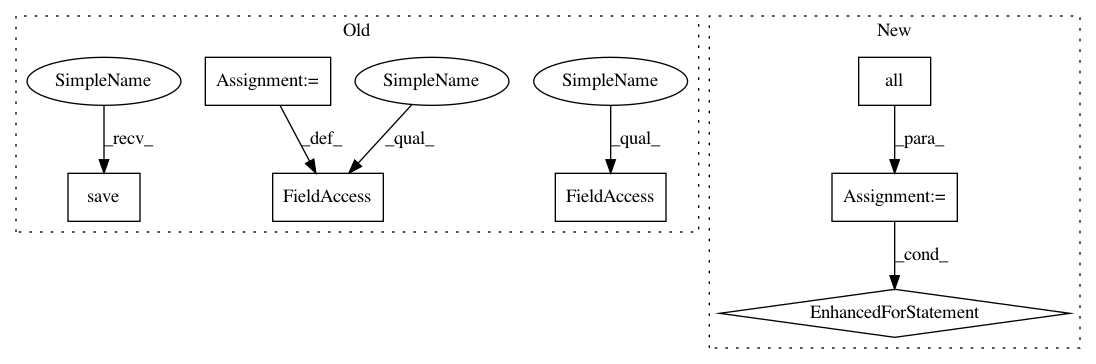 Old
New
SimpleName
Assignment:=
SimpleName
SimpleName
all
_recv_
_def_
_qual_
_qual_
_para_
save
FieldAccess
FieldAccess
Assignment:=
_cond_
EnhancedForStatement